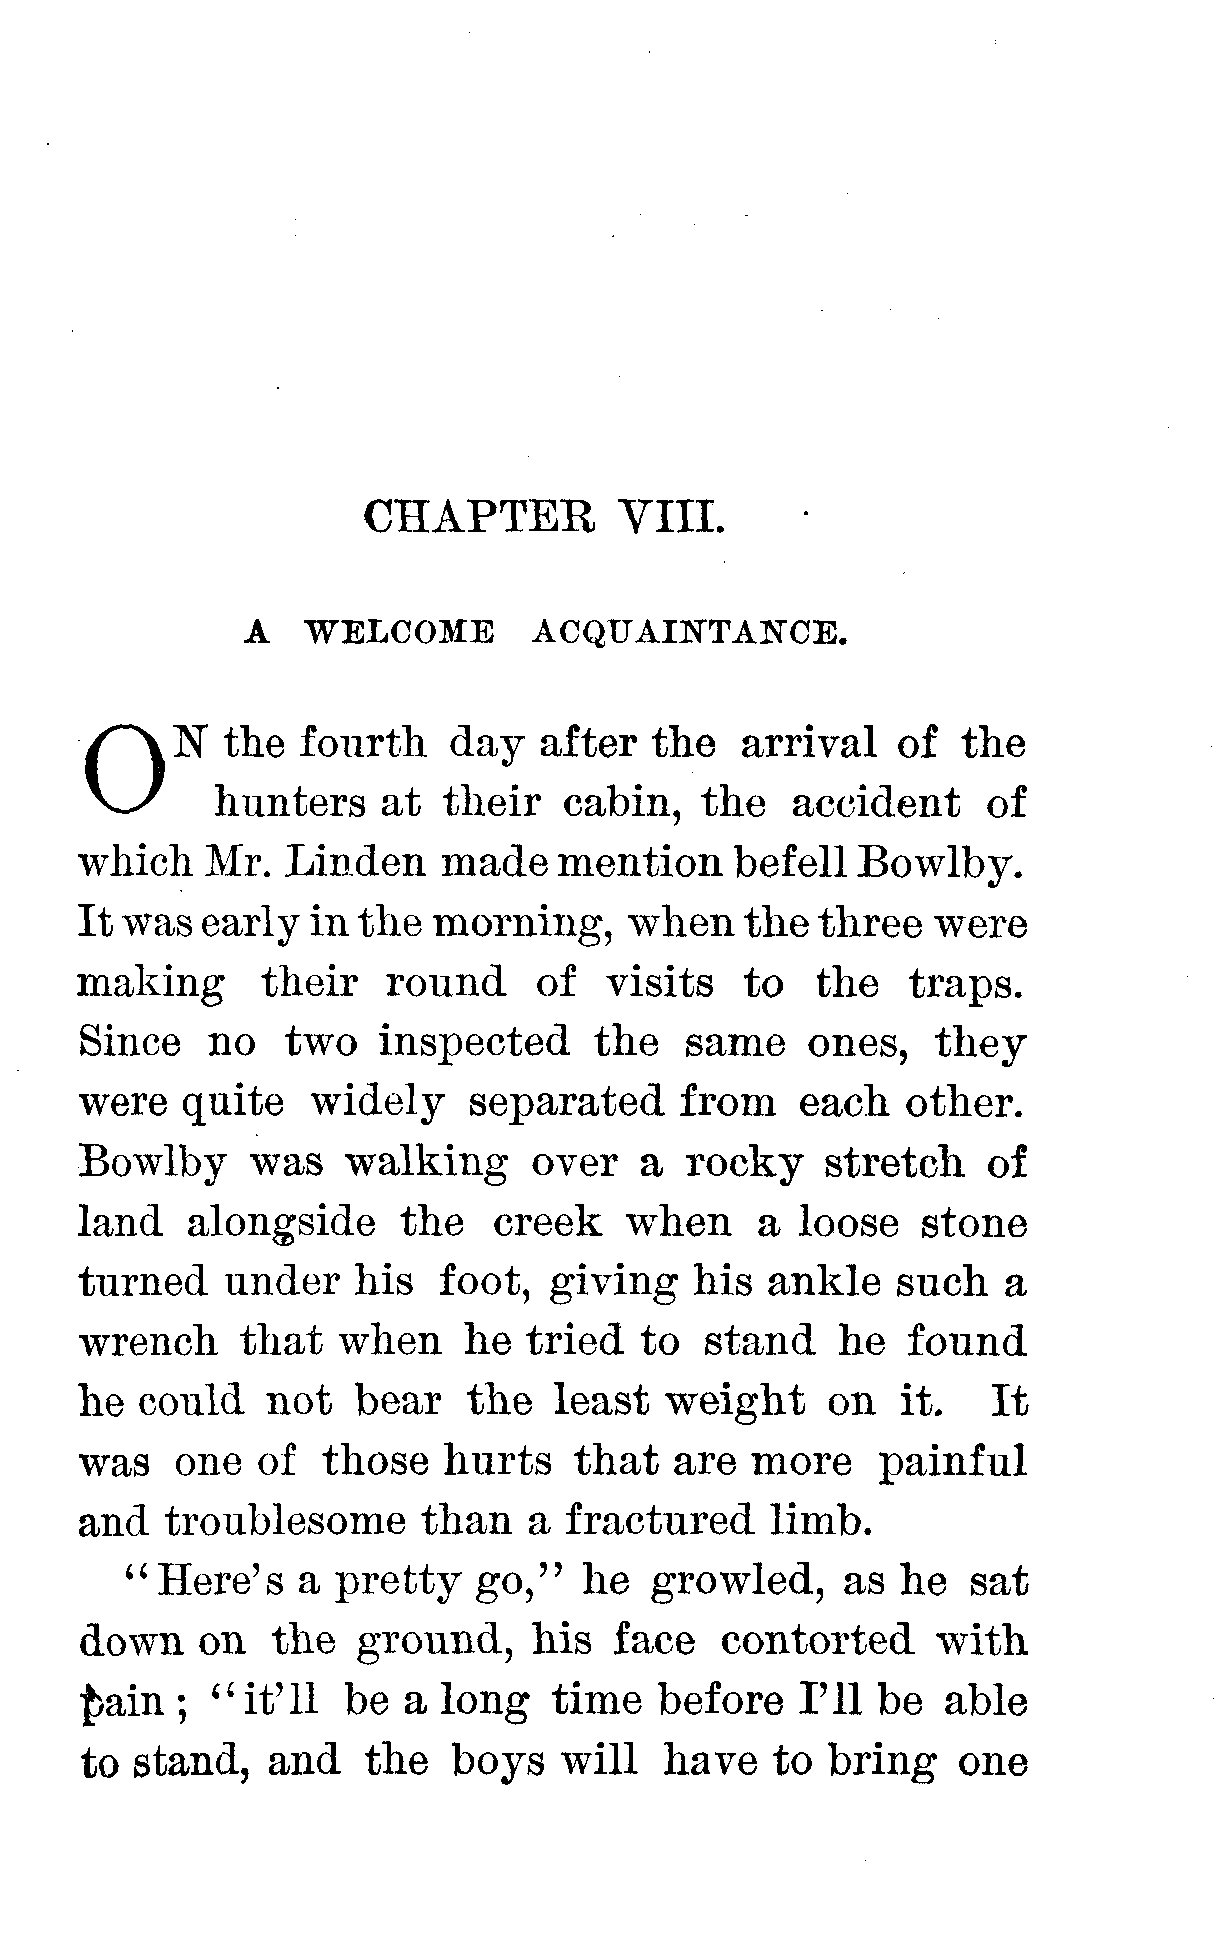 CHAPTER VIII.
A WELCOME ACQUAINTANCE.
ON the fourth day after the arrival of the
hunters at their cabin, the accident of
which Mr. Linden made mention befell Bowlby.
It was early in the morning, when the three were
making their round of visits to the traps.
Since no two inspected the same ones, they
were quite widely separated from each other.
Bowlby was walking over a rocky stretch of
land alongside the creek when a loose stone
turned under his foot, giving his ankle such a
wrench that when he tried to stand he found
he could not bear the least weight on it. It
was one of those hurts that are more painful
and troublesome than a fractured limb.
"Here's a pretty go," he growled, as he sat
down on the ground, his face contorted with
pain; "it'll be a long time before I'll be able
to stand, and the boys will have to bring one